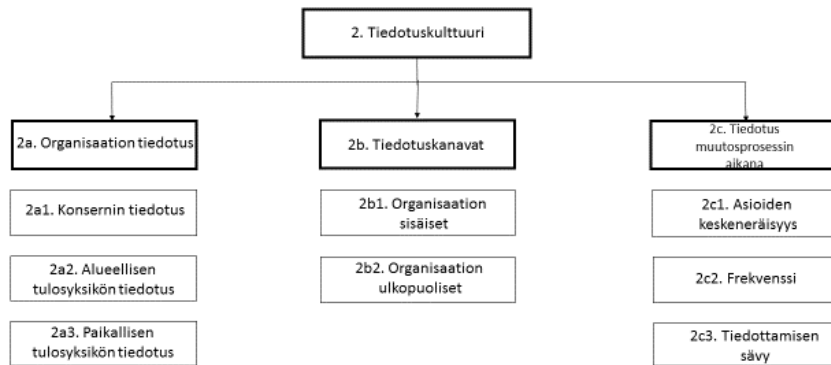 2. Tiedotuskulttuuri
2a. Organisaation tiedotus
2b. Tiedotuskanavat
2c. Tiedotus
muutosprosessin
aikana
2a1. Konsernin tiedotus
2b1. Organisaation
sisäiset
2c1. Asioiden
keskeneräisyys
2a2. Alueellisen
tulosyksikön tiedotus
2b2. Organisaation
ulkopuoliset
2c2. Frekvenssi
2a3. Paikallisen
tulosyksikön tiedotus
2c3. Tiedottamisen
sävy